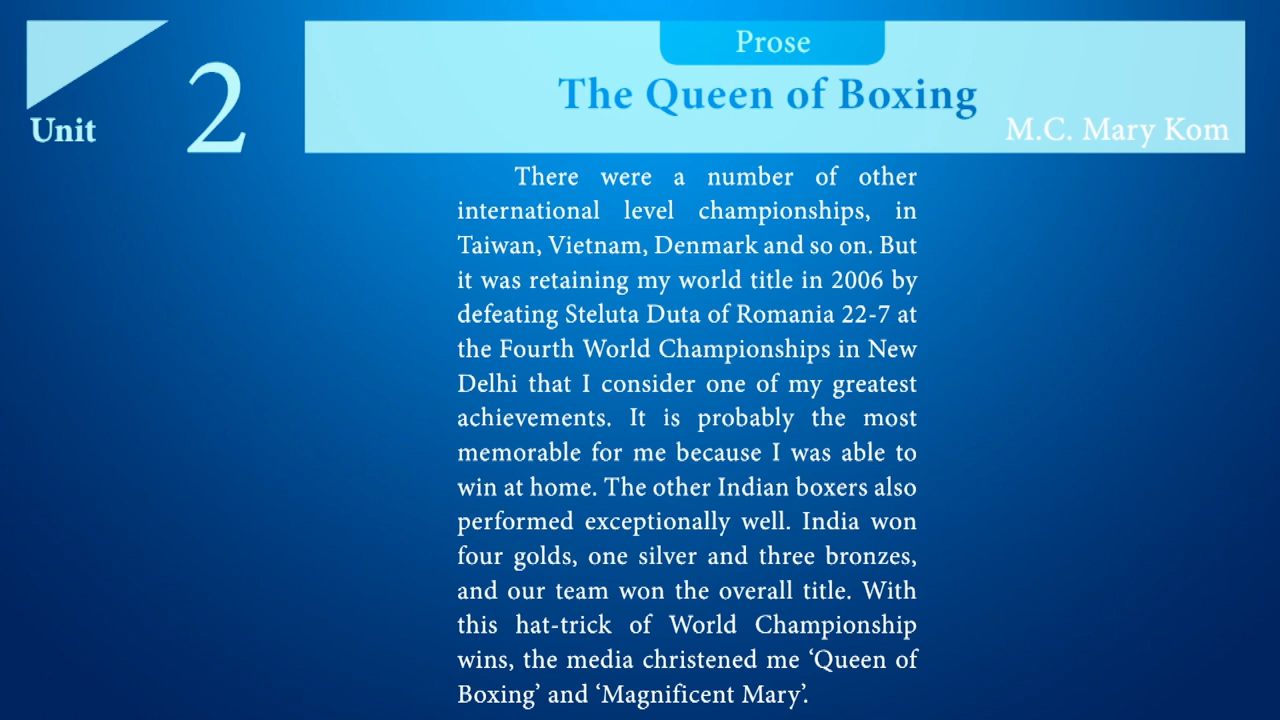 Unit 2
Prose
The Queen of Boxing
M.C. Mary Kom
There were a number of other
international level championships, in
Taiwan, Vietnam, Denmark and so on. But
it was retaining my world title in 2006 by
defeating Steluta Duta of Romania 22-7 at
the Fourth World Championships in New
Delhi that I consider one of my greatest
achievements. It is probably the most
memorable for me because I was able to
win at home. The other Indian boxers also
performed exceptionally well. India won
four golds, one silver and three bronzes,
and our team won the overall title. With
this hat-trick of World Championship
wins, the media christened me ‘Queen of
Boxing’ and ‘Magnificent Mary’.